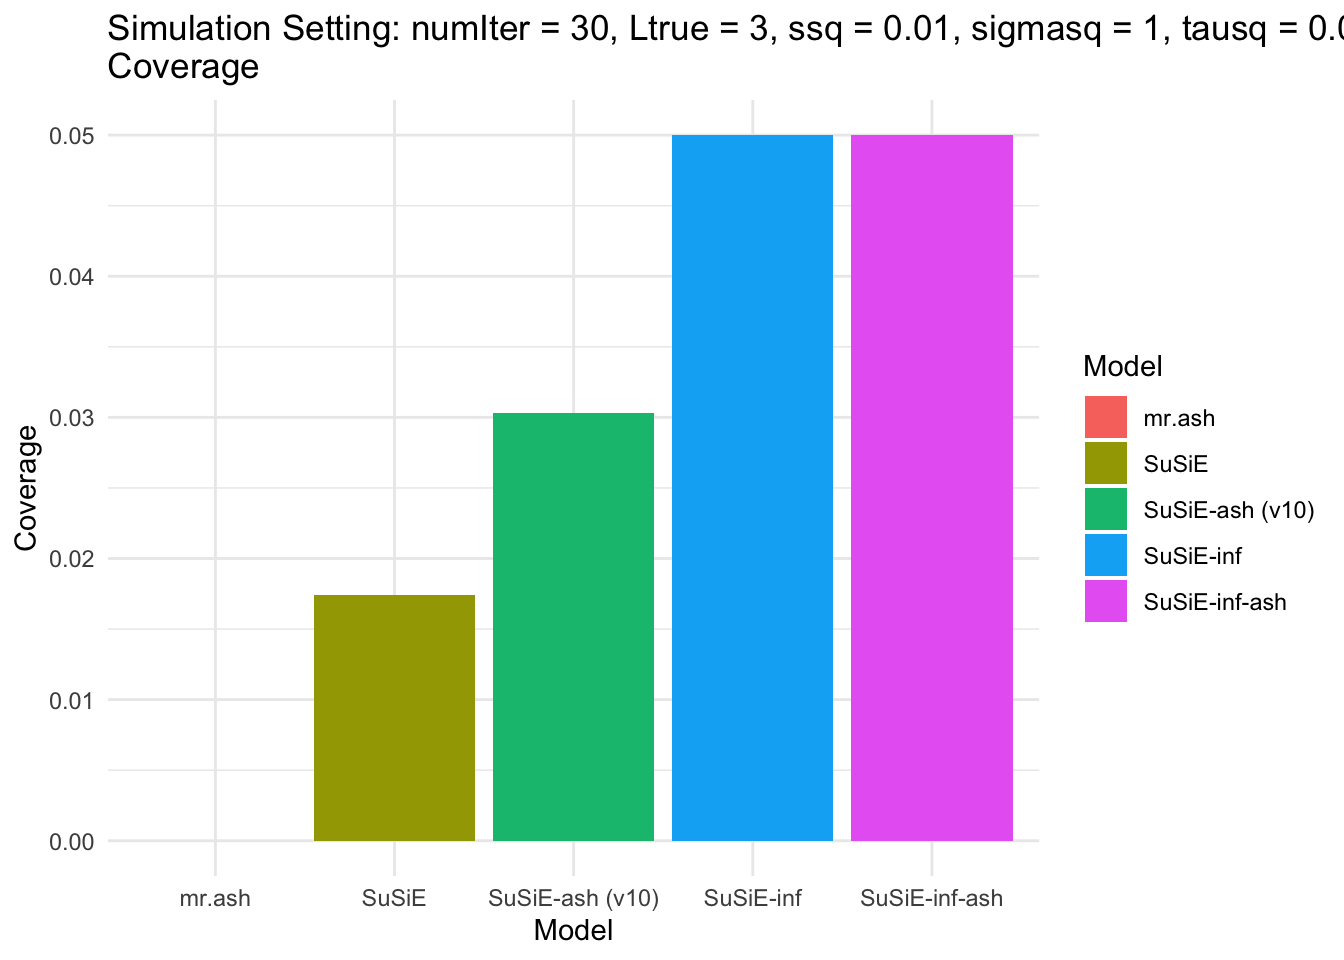 Simulation Setting: numIter = 30, Ltrue = 3, ssq = 0.01, sigmasq = 1, tausq = 0.0
Coverage
0.05
0.04
0.03
0.02
0.01
0.00
Coverage
mr.ash
SuSiE
SuSiE-ash (v10)
SuSiE-inf
SuSiE-inf-ash
Model
Model
mr.ash
SuSiE
SuSiE-ash (v10)
SuSiE-inf
SuSiE-inf-ash